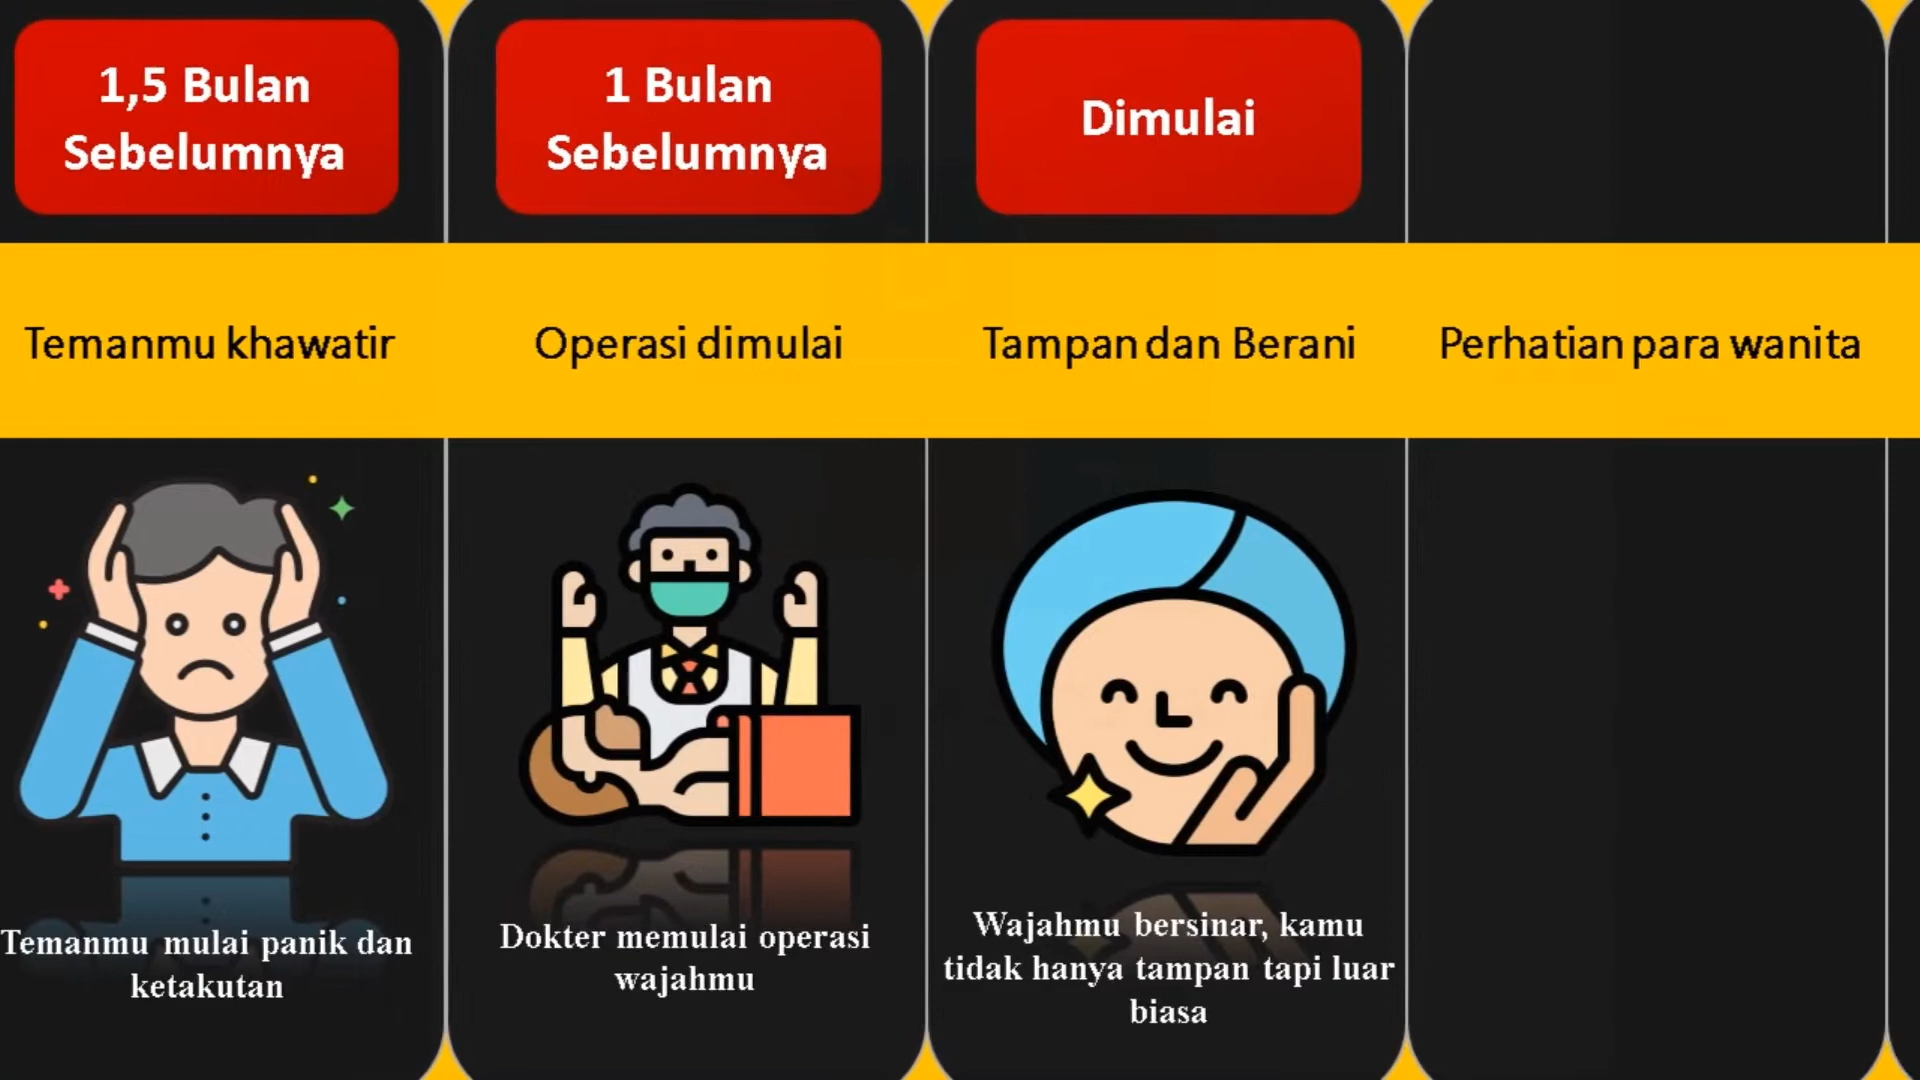 1,5 Bulan
Sebelumnya
Temanmu khawatir
Temanmu mulai panik dan
ketakutan
1 Bulan
Sebelumnya
Operasi dimulai
Dokter memulai operasi
wajahmu
Dimulai
Tampan dan Berani
Wajahmu bersinar, kamu
tidak hanya tampan tapi luar
biasa
Perhatian para wanita